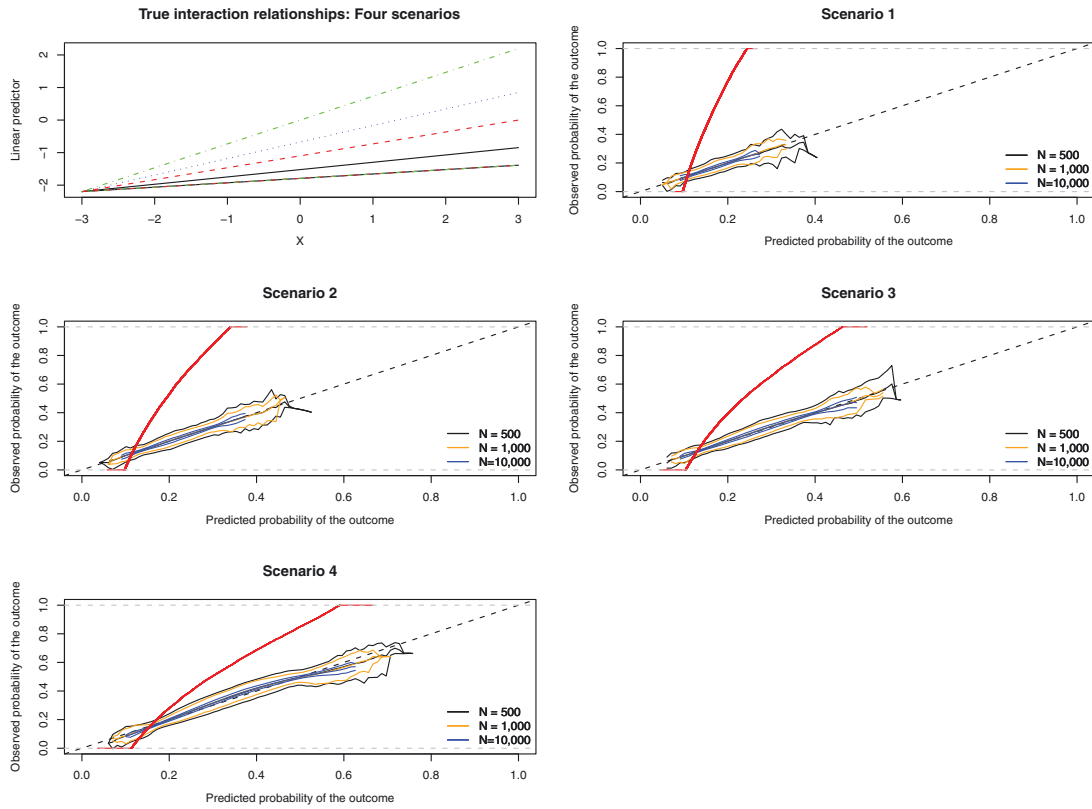 True interaction relationships: Four scenarios
Linear predictor
2
1
0
−1
−2
−3 −2 −1 0 1 2 3
X
Scenario 1
Observed probability of the outcome
1.0
0.8
0.6
0.4
0.2
0.0
N = 500
N = 1,000
N=10,000
0.0 0.2 0.4 0.6 0.8 1.0
Predicted probability of the outcome
Scenario 2
Observed probability of the outcome
1.0
0.8
0.6
0.4
0.2
0.0
N = 500
N = 1,000
N=10,000
0.0 0.2 0.4 0.6 0.8 1.0
Predicted probability of the outcome
Scenario 3
Observed probability of the outcome
1.0
0.8
0.6
0.4
0.2
0.0
N = 500
N = 1,000
N=10,000
0.0 0.2 0.4 0.6 0.8 1.0
Predicted probability of the outcome
Scenario 4
Observed probability of the outcome
1.0
0.8
0.6
0.4
0.2
0.0
N = 500
N = 1,000
N=10,000
0.0 0.2 0.4 0.6 0.8 1.0
Predicted probability of the outcome